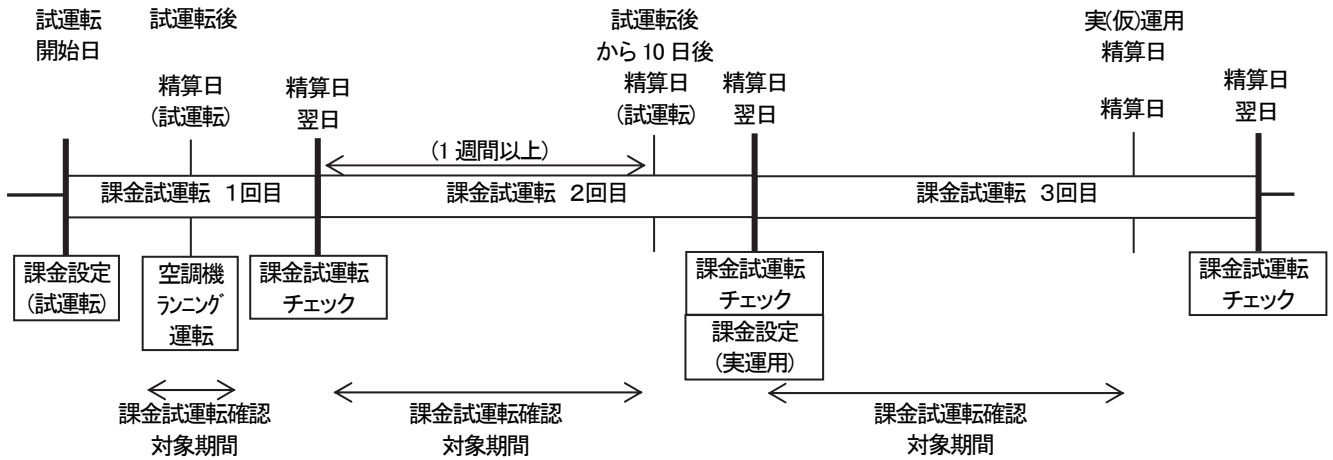 試運転
開始日
試運転後
精算日
(試運転)
精算日
翌日
試運転後
から 10 日後
精算日
(試運転)
精算日
翌日
実(仮)運用
精算日
精算日
精算日
翌日
(1 週間以上)
課金試運転 1回目
課金試運転 2回目
課金試運転 3回目
課金設定
(試運転)
空調機
ランニング
運転
課金試運転
チェック
課金試運転
チェック
課金設定
(実運用)
課金試運転
チェック
課金試運転確認
対象期間
課金試運転確認
対象期間
課金試運転確認
対象期間